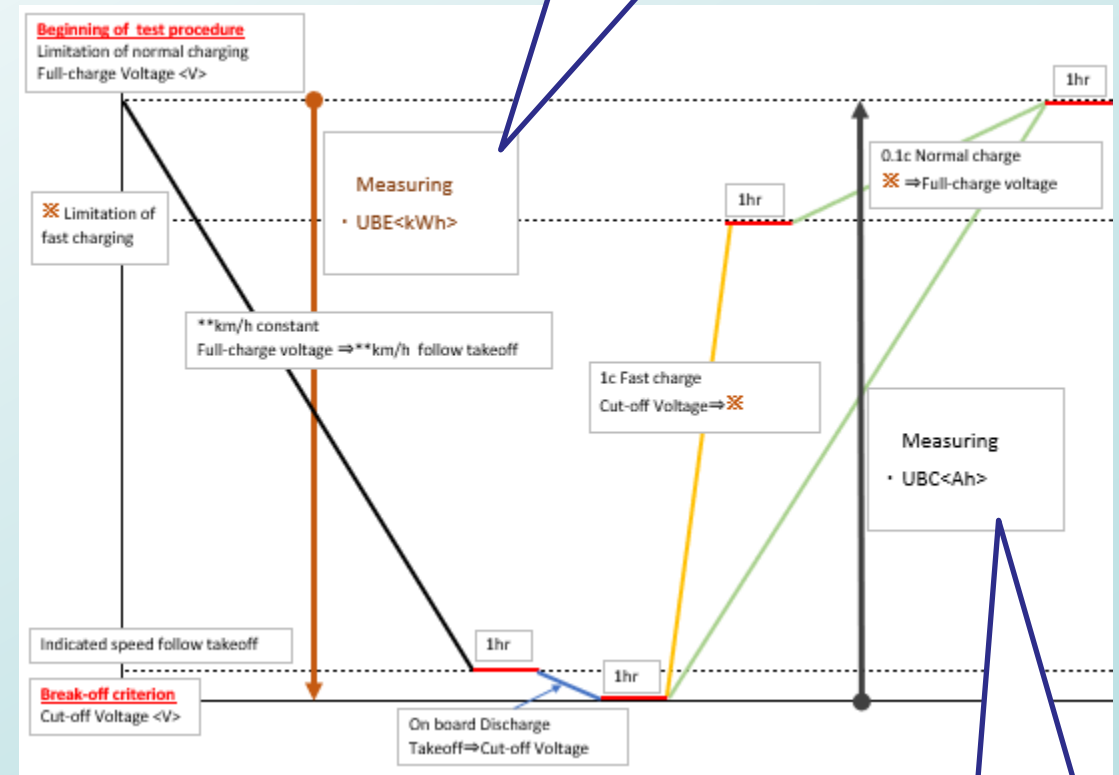 Beginning of test procedure
Limitation of normal charging
Full-charge Voltage <V>
1hr
0.1c Normal charge
※ ⇒Full-charge voltage
Measuring
・ UBE<kWh>
1hr
※ Limitation of
fast charging
**km/h constant
Full-charge voltage ⇒**km/h follow takeoff
1c Fast charge
Cut-off Voltage⇒※
Measuring
・ UBC<Ah>
Indicated speed follow takeoff
1hr
1hr
Break-off criterion
Cut-off Voltage <V>
On board Discharge
Takeoff⇒Cut-off Voltage